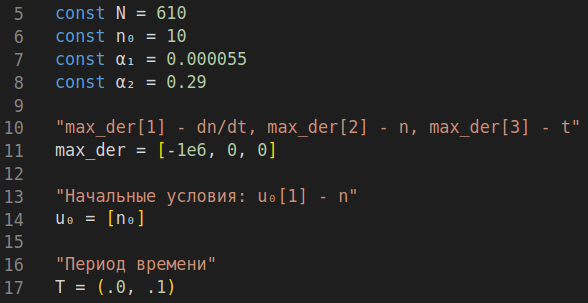 5 const N = 610
6 const n₀ = 10
7 const α₁ = 0.000055
8 const α₂ = 0.29
9
10 "max_der[1] - dn/dt, max_der[2] - n, max_der[3] - t"
11 max_der = [-1e6, 0, 0]
12
13 "Начальные условия: u₀[1] - n"
14 u₀ = [n₀]
15
16 "Период времени"
17 T = (.0, .1)